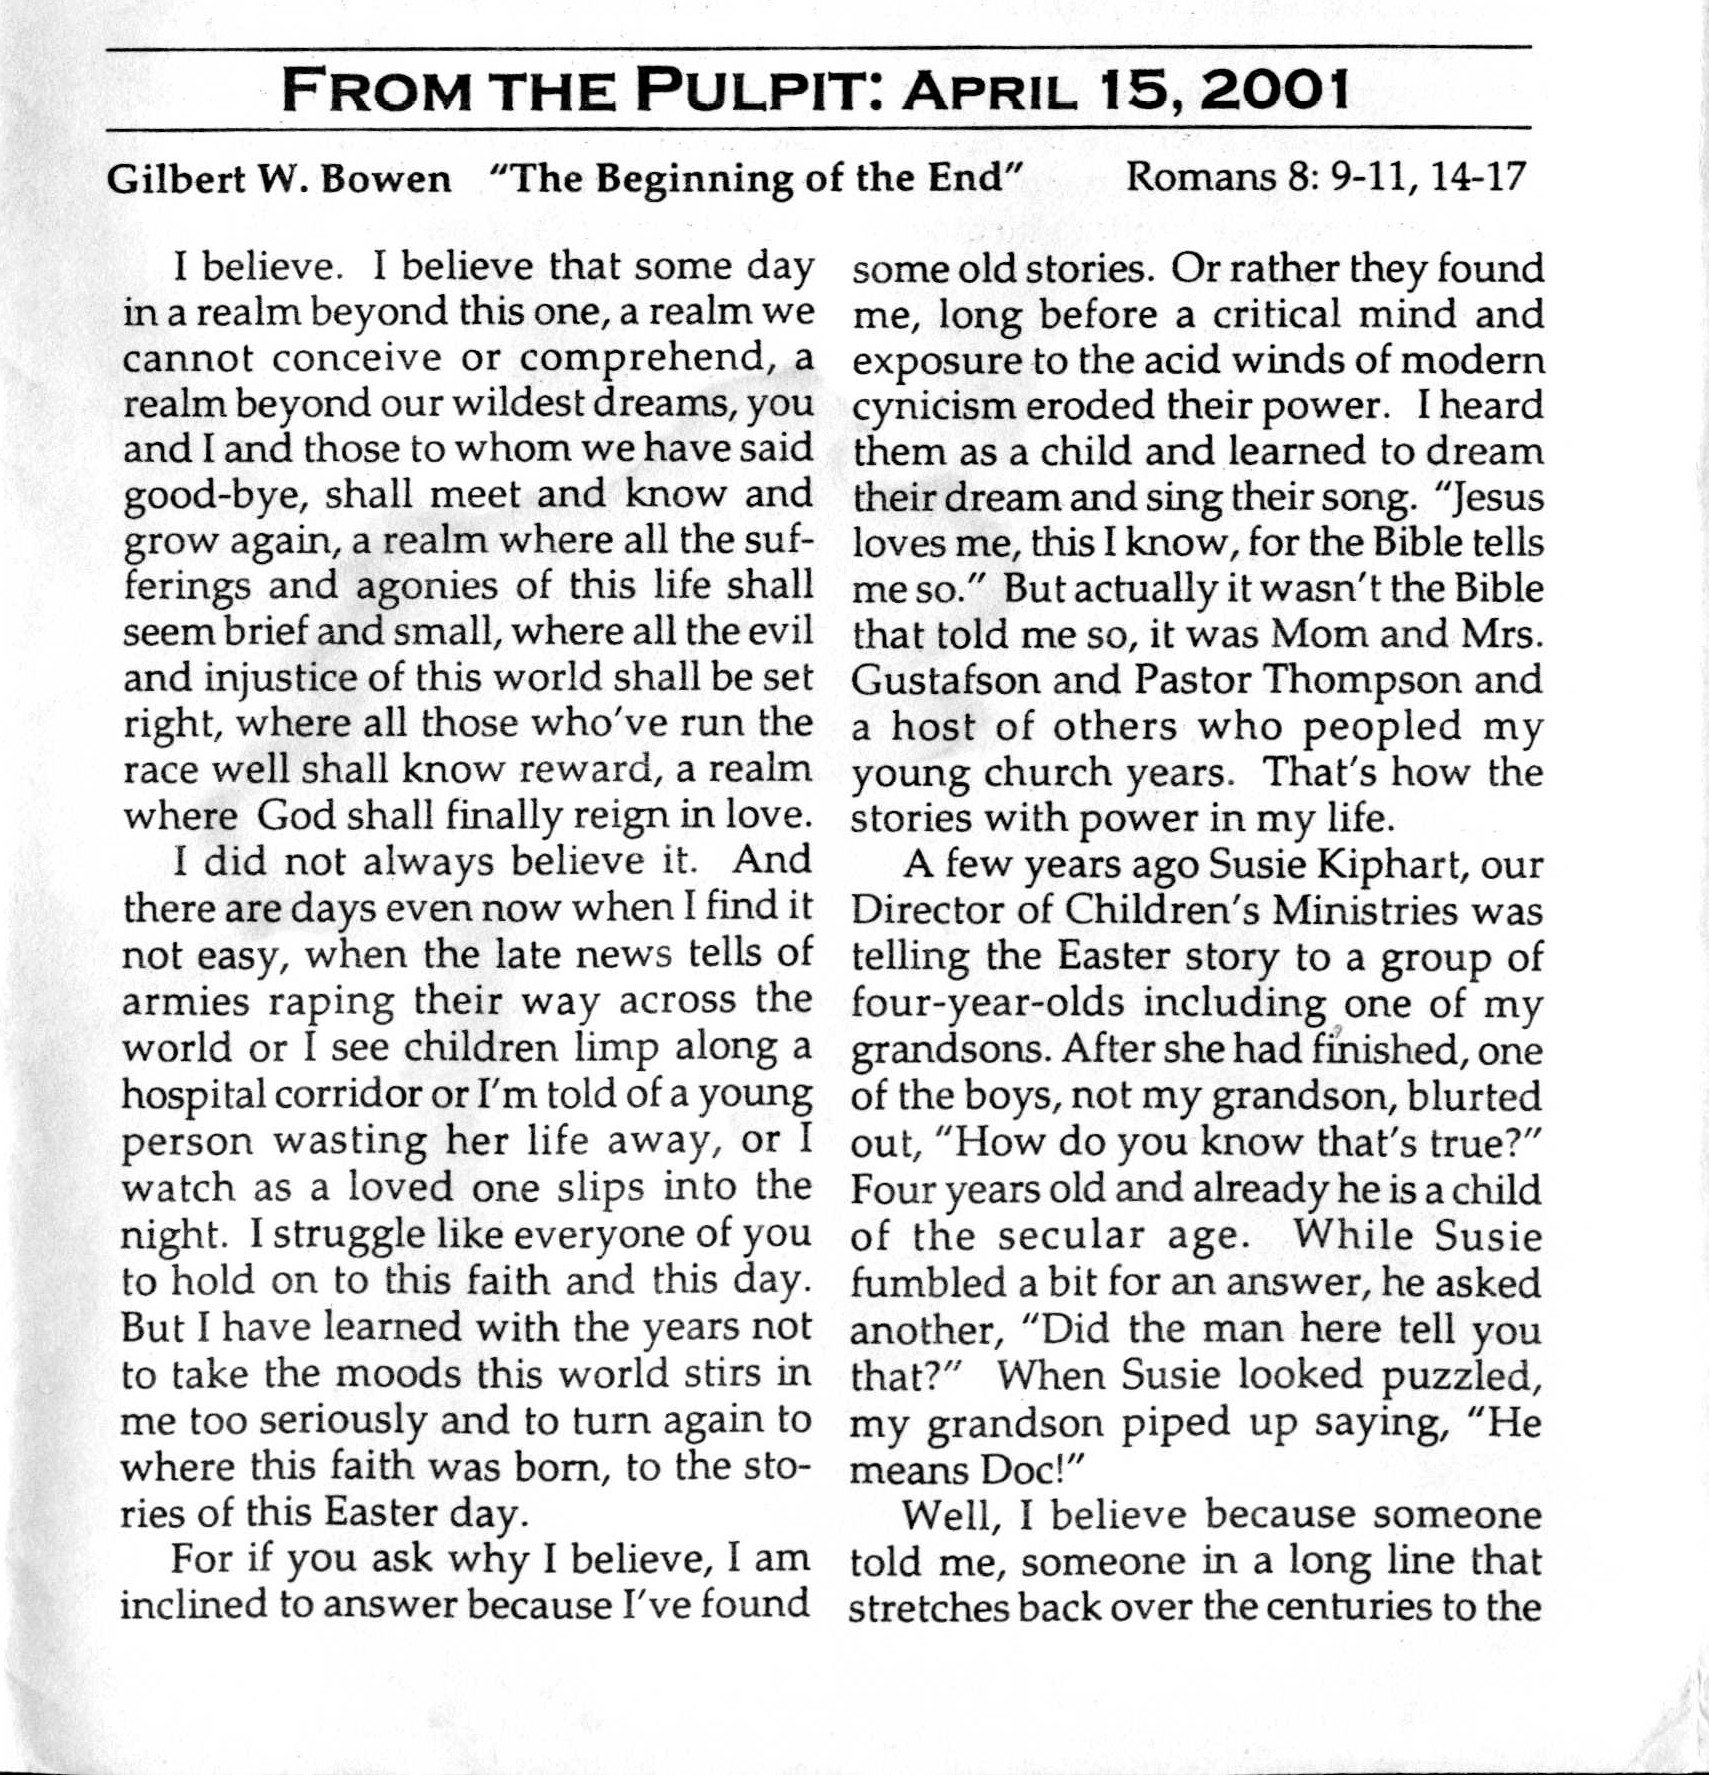 FROM THE PULPIT: APRIL 15, 2001
Gilbert W. Bowen "The Beginning of the End" Romans 8: 9-11, 14-17
I believe. I believe that some day
in a realm beyond this one, a realm we
cannot conceive or comprehend, a
realm beyond our wildest dreams, you
and I and those to whom we have said
good-bye, shall meet and know and
grow again, a realm where all the suf-
ferings and agonies of this life shall
seem brief and small, where all the evil
and injustice of this world shall be set
right, where all those who've run the
race well shall know reward, a realm
where God shall finally reign in love.
I did not always believe it. And
there are days even now when I find it
not easy, when the late news tells of
armies raping their way across the
world or I see children limp along a
hospital corridor or I'm told of a young
person wasting her life away, or I
watch as a loved one slips into the
night. I struggle like everyone of you
to hold on to this faith and this day.
But I have learned with the years not
to take the moods this world stirs in
me too seriously and to turn again to
where this faith was born, to the sto-
ries of this Easter day.
For if you ask why I believe, I am
inclined to answer because I've found
some old stories. Or rather they found
me, long before a critical mind and
exposure to the acid winds of modern
cynicism eroded their power. I heard
them as a child and learned to dream
their dream and sing their song. "Jesus
loves me, this I know, for the Bible tells
me so." But actually it wasn't the Bible
that told me so, it was Mom and Mrs.
Gustafson and Pastor Thompson and
a host of others who peopled my
young church years. That's how the
stories with power in my life.
A few years ago Susie Kiphart, our
Director of Children's Ministries was
telling the Easter story to a group of
four-year-olds including one of my
grandsons. After she had finished, one
of the boys, not my grandson, blurted
out, "How do you know that's true?"
Four years old and already he is a child
of the secular age. While Susie
fumbled a bit for an answer, he asked
another, "Did the man here tell you
that?" When Susie looked puzzled,
my grandson piped up saying, "He
means Doc!"
Well, I believe because someone
told me, someone in a long line that
stretches back over the centuries to the